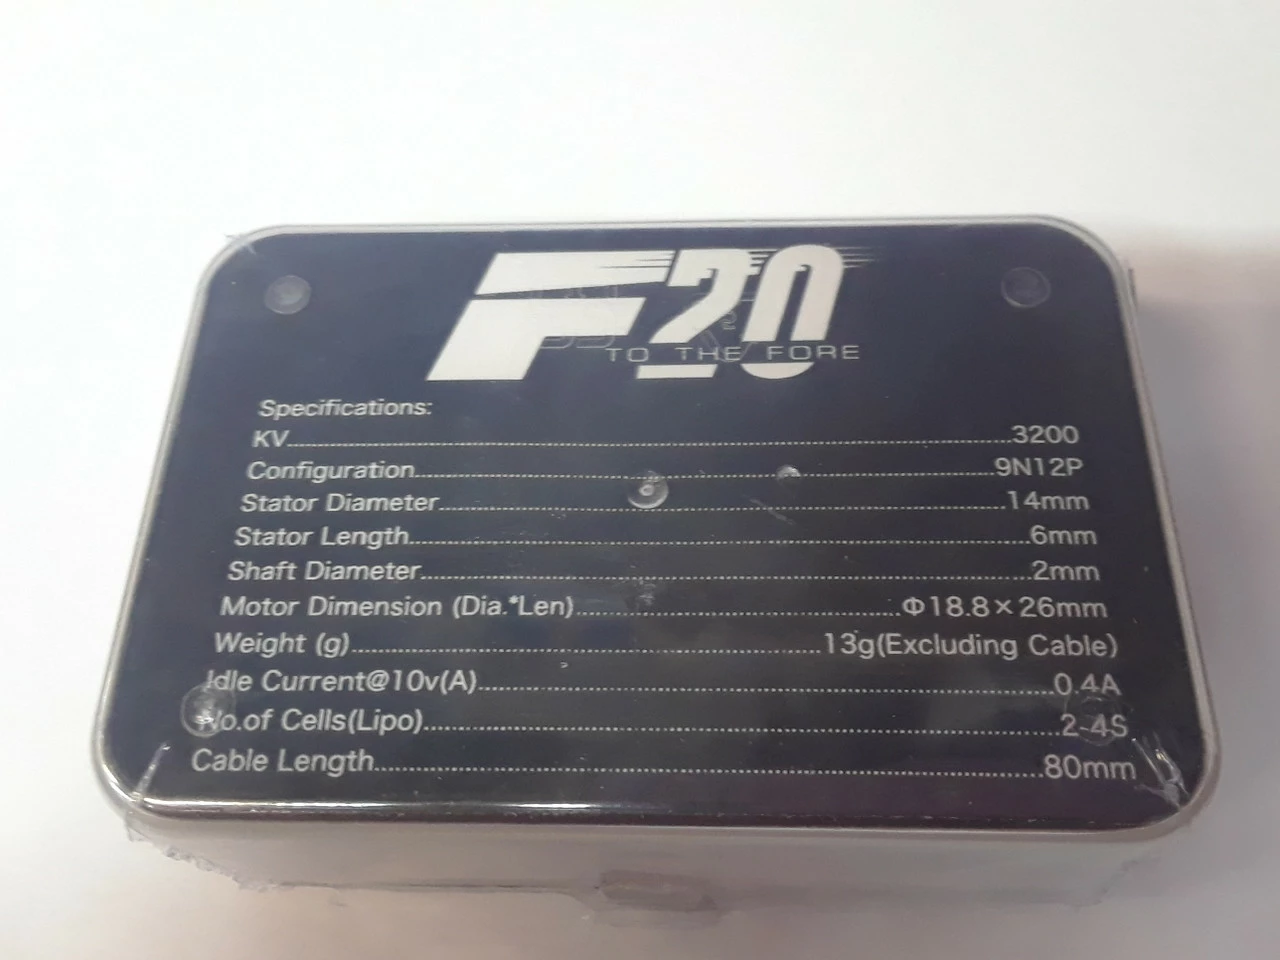 F20
TO THE FORE
Specifications:
KV........3200
Configuration........9N12P
Stator Diameter........14mm
Stator Length........6mm
Shaft Diameter........2mm
Motor Dimension (Dia.*Len)........Φ18.8×26mm
Weight (g)........13g(Excluding Cable)
Idle Current@10v(A)........0.4A
No.of Cells(Lipo)........2-4S
Cable Length........80mm